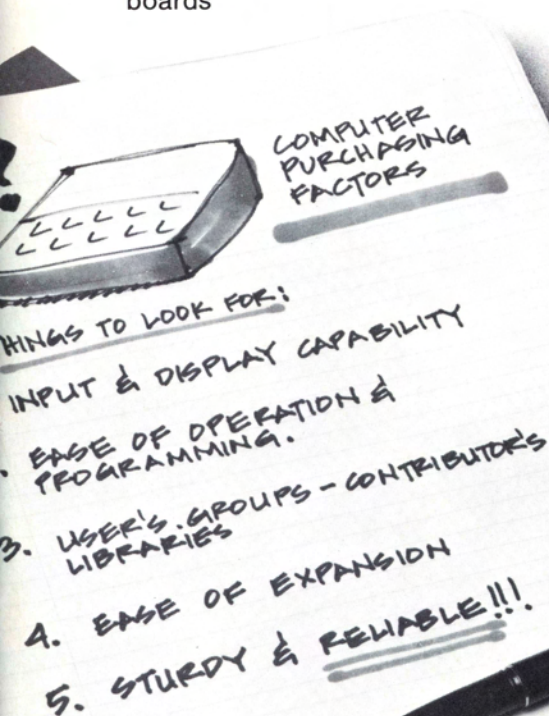 boards
?
COMPUTER
PURCHASING
FACTORS
HINGS TO LOOK FOR:
INPUT & DISPLAY CAPABILITY
. EASE OF OPERATION &
PROGRAMMING.
3. USER'S GROUPS - CONTRIBUTOR'S
LIBRARIES
4. EASE OF EXPANSION
5. STURDY & RELIABLE!!!